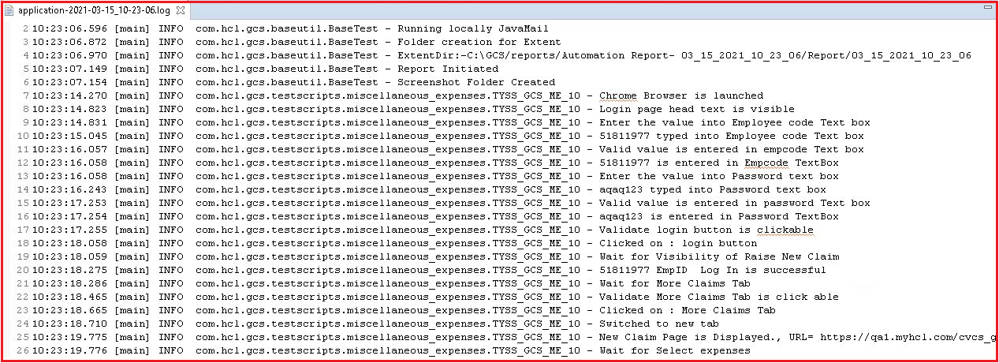 application-2021-03-15_10-23-06.log
2 10:23:06.596 [main] INFO  com.hcl.gcs.baseutil.BaseTest - Running locally JavaMail
3 10:23:06.872 [main] INFO  com.hcl.gcs.baseutil.BaseTest - Folder creation for Extent
4 10:23:06.970 [main] INFO  com.hcl.gcs.baseutil.BaseTest - ExtentDir:-C:\GCS/reports/Automation Report- 03_15_2021_10_23_06/Report/03_15_2021_10_23_06
5 10:23:07.149 [main] INFO  com.hcl.gcs.baseutil.BaseTest - Report Initiated
6 10:23:07.154 [main] INFO  com.hcl.gcs.baseutil.BaseTest - Screenshot Folder Created
7 10:23:14.270 [main] INFO  com.hcl.gcs.testscripts.miscellaneous_expenses.TYSS_GCS_ME_10 - Chrome Browser is launched
8 10:23:14.823 [main] INFO  com.hcl.gcs.testscripts.miscellaneous_expenses.TYSS_GCS_ME_10 - Login page head text is visible
9 10:23:14.831 [main] INFO  com.hcl.gcs.testscripts.miscellaneous_expenses.TYSS_GCS_ME_10 - Enter the value into Employee code Text box
10 10:23:15.045 [main] INFO  com.hcl.gcs.testscripts.miscellaneous_expenses.TYSS_GCS_ME_10 - 51811977 typed into Employee code Text box
11 10:23:16.057 [main] INFO  com.hcl.gcs.testscripts.miscellaneous_expenses.TYSS_GCS_ME_10 - Valid value is entered in empcode Text box
12 10:23:16.058 [main] INFO  com.hcl.gcs.testscripts.miscellaneous_expenses.TYSS_GCS_ME_10 - 51811977 is entered in Empcode TextBox
13 10:23:16.058 [main] INFO  com.hcl.gcs.testscripts.miscellaneous_expenses.TYSS_GCS_ME_10 - Enter the value into Password text box
14 10:23:16.243 [main] INFO  com.hcl.gcs.testscripts.miscellaneous_expenses.TYSS_GCS_ME_10 - aqaq123 typed into Password text box
15 10:23:17.253 [main] INFO  com.hcl.gcs.testscripts.miscellaneous_expenses.TYSS_GCS_ME_10 - Valid value is entered in password Text box
16 10:23:17.254 [main] INFO  com.hcl.gcs.testscripts.miscellaneous_expenses.TYSS_GCS_ME_10 - aqaq123 is entered in Password TextBox
17 10:23:17.255 [main] INFO  com.hcl.gcs.testscripts.miscellaneous_expenses.TYSS_GCS_ME_10 - Validate login button is clickable
18 10:23:18.058 [main] INFO  com.hcl.gcs.testscripts.miscellaneous_expenses.TYSS_GCS_ME_10 - Clicked on : login button
19 10:23:18.059 [main] INFO  com.hcl.gcs.testscripts.miscellaneous_expenses.TYSS_GCS_ME_10 - Wait for Visibility of Raise New Claim
20 10:23:18.275 [main] INFO  com.hcl.gcs.testscripts.miscellaneous_expenses.TYSS_GCS_ME_10 - 51811977 EmpID  Log In is successful
21 10:23:18.286 [main] INFO  com.hcl.gcs.testscripts.miscellaneous_expenses.TYSS_GCS_ME_10 - Wait for More Claims Tab
22 10:23:18.465 [main] INFO  com.hcl.gcs.testscripts.miscellaneous_expenses.TYSS_GCS_ME_10 - Validate More Claims Tab is click able
23 10:23:18.665 [main] INFO  com.hcl.gcs.testscripts.miscellaneous_expenses.TYSS_GCS_ME_10 - Clicked on : More Claims Tab
24 10:23:18.710 [main] INFO  com.hcl.gcs.testscripts.miscellaneous_expenses.TYSS_GCS_ME_10 - Switched to new tab
25 10:23:19.775 [main] INFO  com.hcl.gcs.testscripts.miscellaneous_expenses.TYSS_GCS_ME_10 - New Claim Page is Displayed., URL= https://qa1.myhcl.com/cvcs_g
26 10:23:19.776 [main] INFO  com.hcl.gcs.testscripts.miscellaneous_expenses.TYSS_GCS_ME_10 - Wait for Select expenses